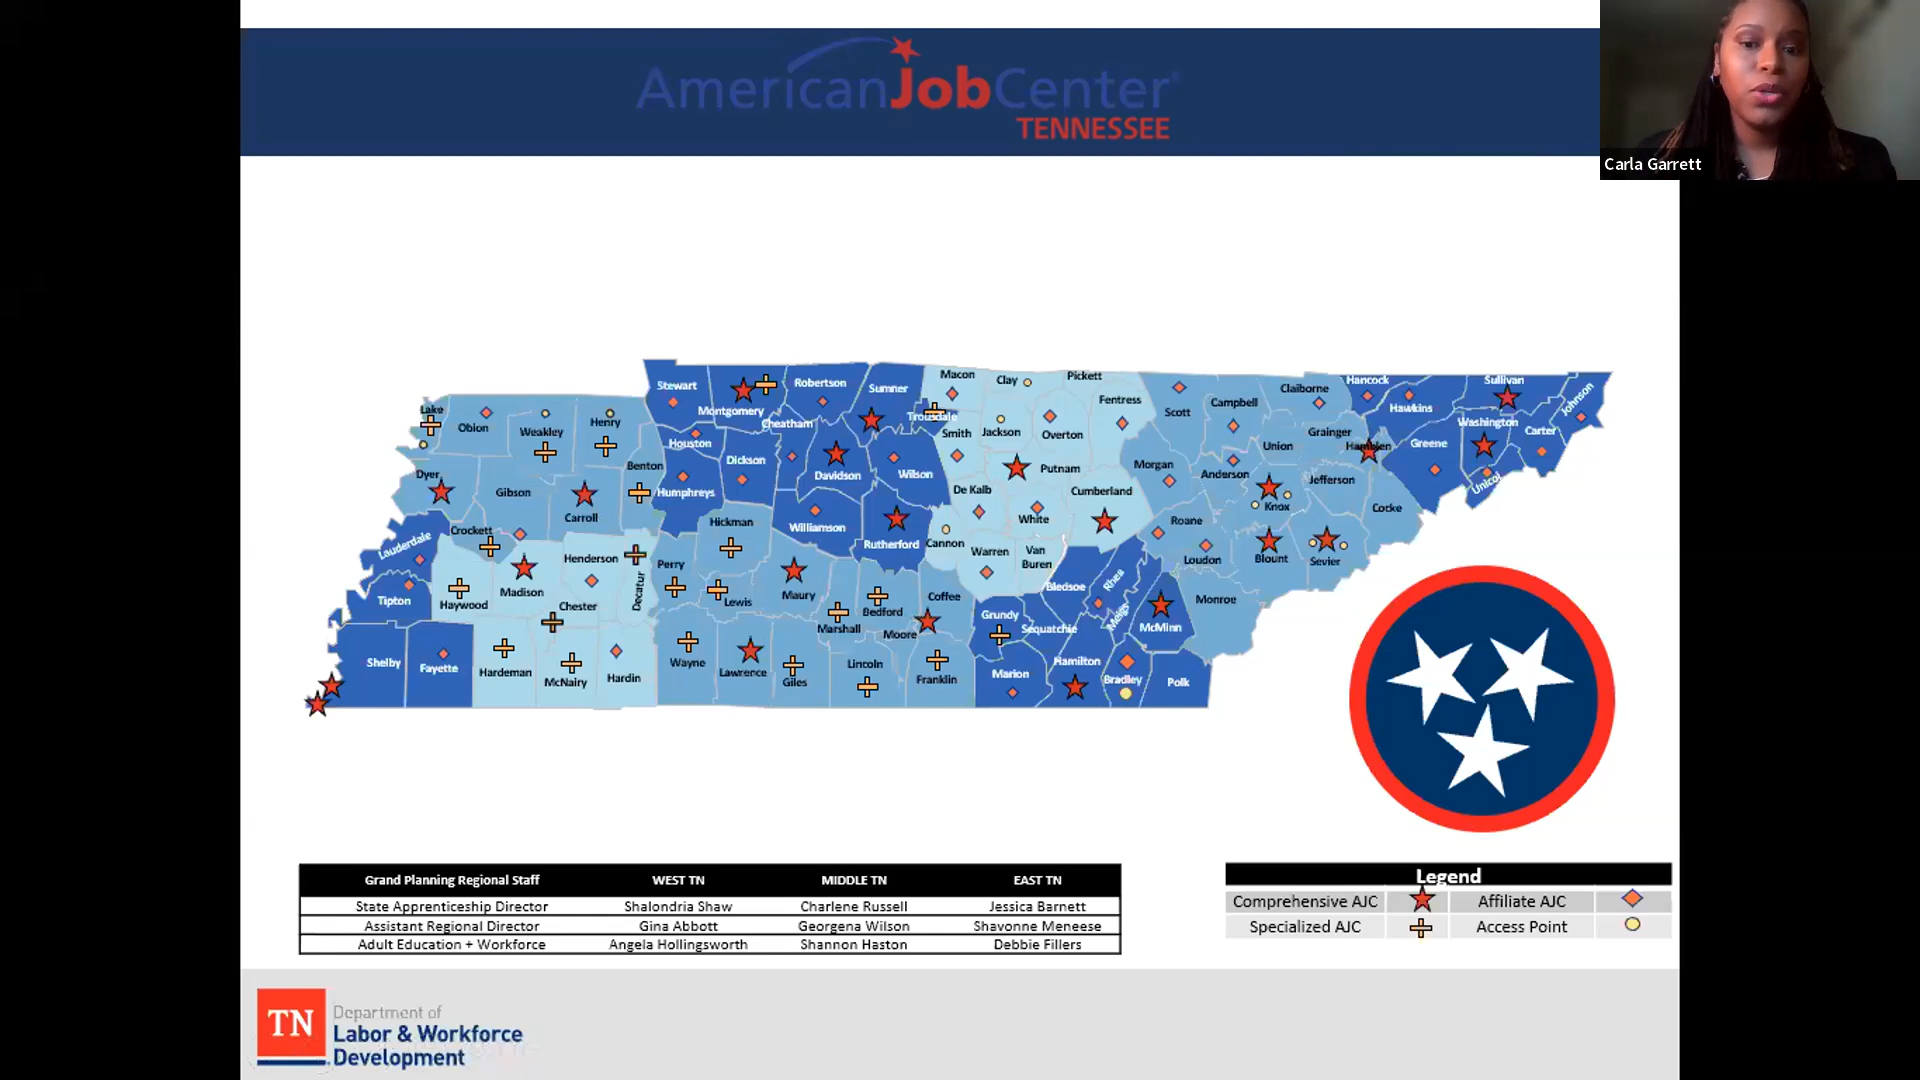 AmericanJobCenter
TENNESSEE
Carla Garrett
Stewart
Montgomery
Robertson
Sumner
Macon
Clay
Pickett
Fentress
Scott
Campbell
Claiborne
Hancock
Hawkins
Sullivan
Johnson
Lake
Obion
Weakley
Henry
Houston
Cheatham
Trousdale
Smith
Jackson
Overton
Union
Grainger
Hamblen
Greene
Washington
Carter
Unicoi
Dyer
Gibson
Carroll
Benton
Humphreys
Dickson
Davidson
Wilson
De Kalb
Putnam
Cumberland
Morgan
Anderson
Knox
Jefferson
Cocke
Lauderdale
Crockett
Henderson
Decatur
Perry
Hickman
Williamson
Rutherford
Cannon
Warren
White
Van
Buren
Roane
Loudon
Blount
Sevier
Tipton
Haywood
Madison
Chester
Lewis
Maury
Marshall
Bedford
Moore
Coffee
Grundy
Sequatchie
Bledsoe
Rhea
Meigs
McMinn
Monroe
Shelby
Fayette
Hardeman
McNairy
Hardin
Wayne
Lawrence
Giles
Lincoln
Franklin
Marion
Hamilton
Bradley
Polk
Grand Planning Regional Staff WEST TN MIDDLE TN EAST TN
State Apprenticeship Director Shalondria Shaw Charlene Russell Jessica Barnett
Assistant Regional Director Gina Abbott Georgena Wilson Shavonne Meneese
Adult Education + Workforce Angela Hollingsworth Shannon Haston Debbie Fillers
Legend
Comprehensive AJC Affiliate AJC
Specialized AJC Access Point
TN
Department of
Labor & Workforce
Development